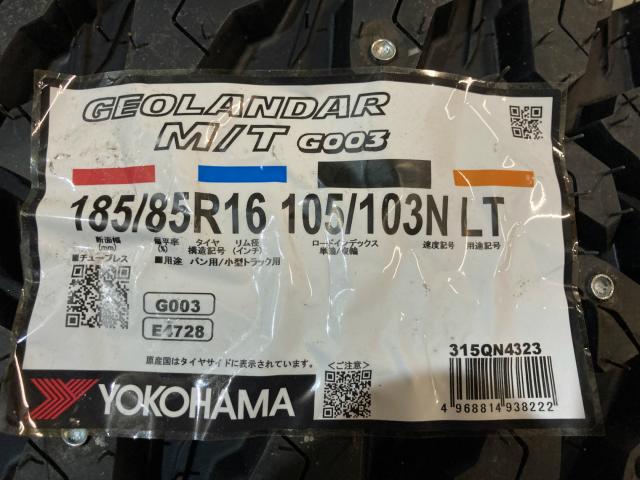 GEOLANDAR
M/T G003
185/85R16 105/103N LT
断面幅 (mm) 偏平率 (%) タイヤ構造記号 リム径 (インチ) ロードインデックス 単輪/複輪 速度記号 用途記号
■チューブレス ■用途 バン用/小型トラック用
G003
E4728
原産国はタイヤサイドに表示されています。
<ご注意>
315QN4323
4 968814 938222
YOKOHAMA